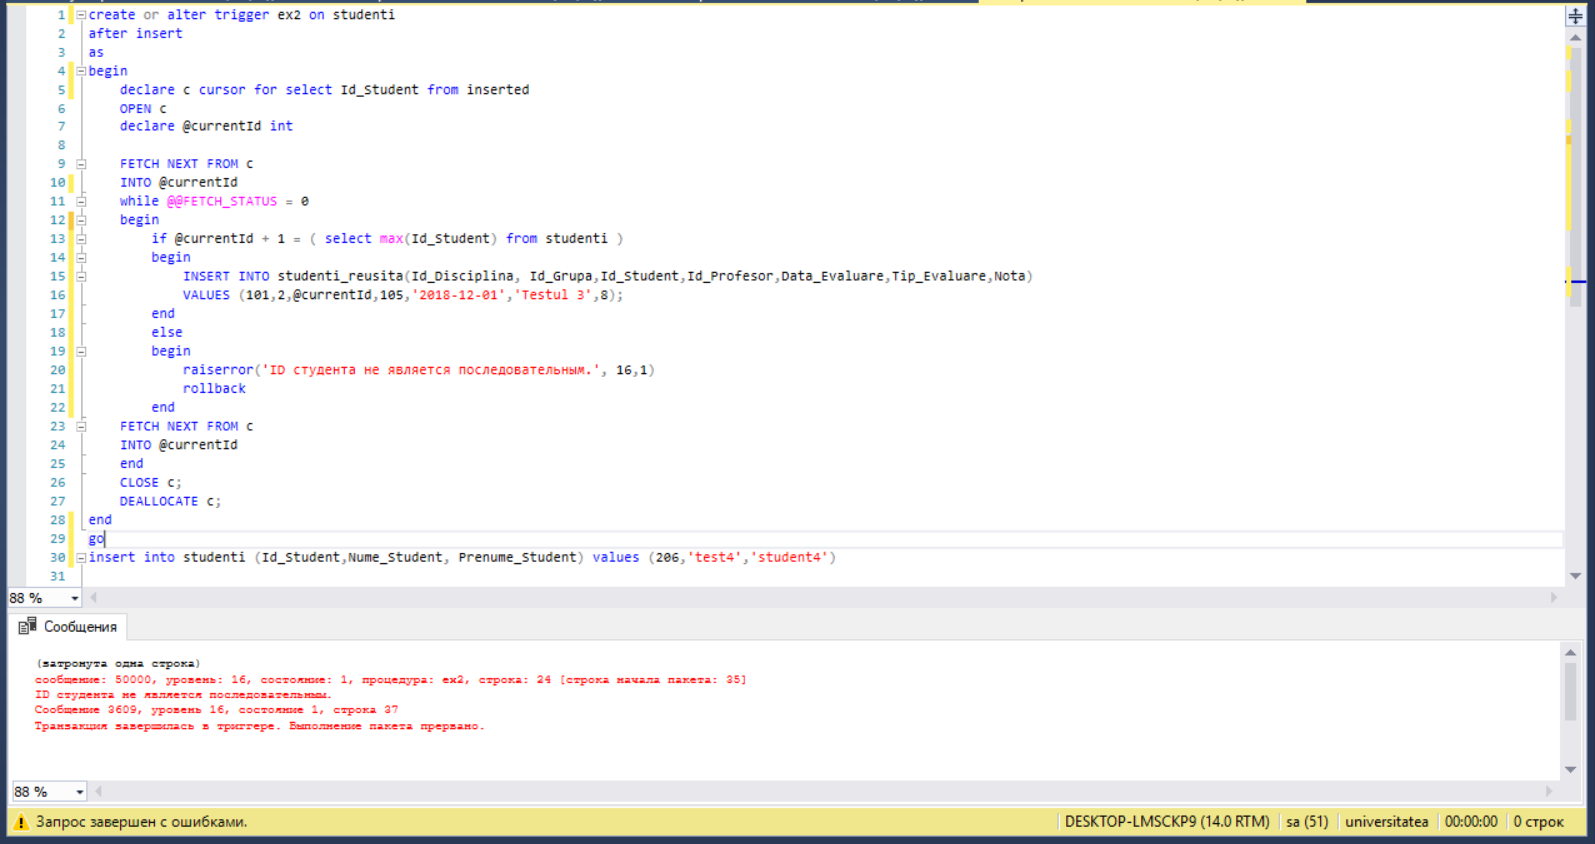 1 create or alter trigger ex2 on studenti
2 after insert
3 as
4 begin
5 declare c cursor for select Id_Student from inserted
6 OPEN c
7 declare @currentId int
8
9 FETCH NEXT FROM c
10 INTO @currentId
11 while @@FETCH_STATUS = 0
12 begin
13 if @currentId + 1 = ( select max(Id_Student) from studenti )
14 begin
15 INSERT INTO studenti_reusita(Id_Disciplina, Id_Grupa,Id_Student,Id_Profesor,Data_Evaluare,Tip_Evaluare,Nota)
16 VALUES (101,2,@currentId,105,'2018-12-01','Testul 3',8);
17 end
18 else
19 begin
20 raiserror('ID студента не является последовательным.', 16,1)
21 rollback
22 end
23 FETCH NEXT FROM c
24 INTO @currentId
25 end
26 CLOSE c;
27 DEALLOCATE c;
28 end
29 go
30 insert into studenti (Id_Student,Nume_Student, Prenume_Student) values (206,'test4','student4')
31
88 %
Сообщения
(затронута одна строка)
сообщение: 50000, уровень: 16, состояние: 1, процедура: ex2, строка: 24 [строка начала пакета: 35]
ID студента не является последовательным.
Сообщение 3609, уровень 16, состояние 1, строка 37
Транзакция завершилась в триггере. Выполнение пакета прервано.
88 %
Запрос завершен с ошибками. DESKTOP-LMSCKP9 (14.0 RTM) sa (51) universitatea 00:00:00 0 строк